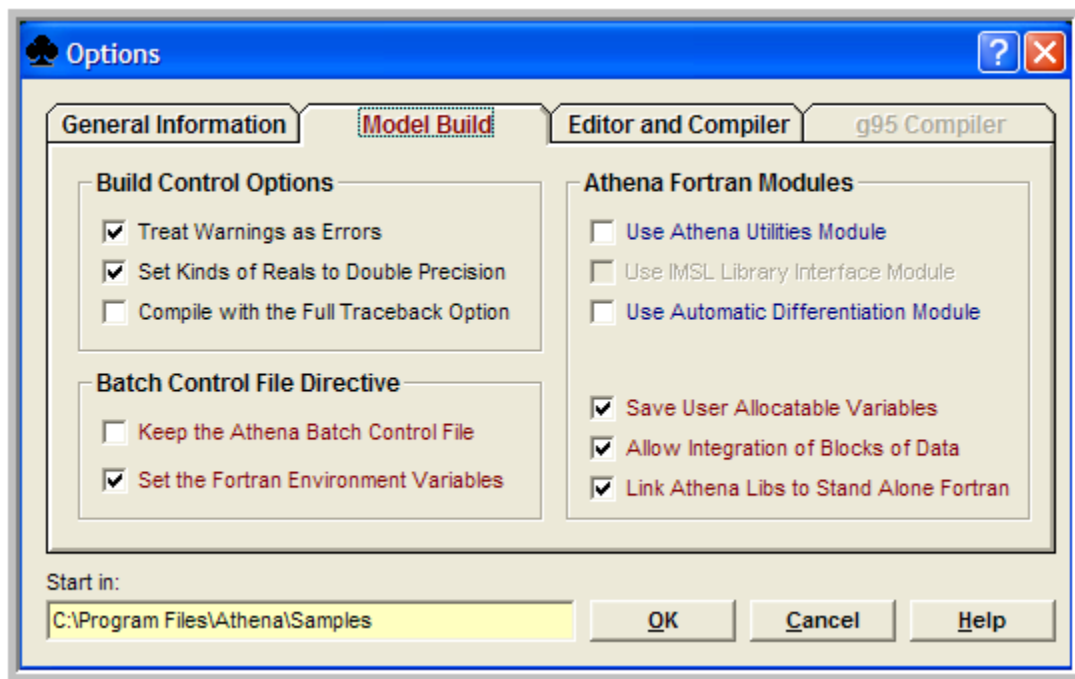 Options
?
General Information
Model Build
Editor and Compiler
g95 Compiler
Build Control Options
Treat Warnings as Errors
Set Kinds of Reals to Double Precision
Compile with the Full Traceback Option
Batch Control File Directive
Keep the Athena Batch Control File
Set the Fortran Environment Variables
Athena Fortran Modules
Use Athena Utilities Module
Use IMSL Library Interface Module
Use Automatic Differentiation Module
Save User Allocatable Variables
Allow Integration of Blocks of Data
Link Athena Libs to Stand Alone Fortran
Start in:
C:\Program Files\Athena\Samples
OK
Cancel
Help